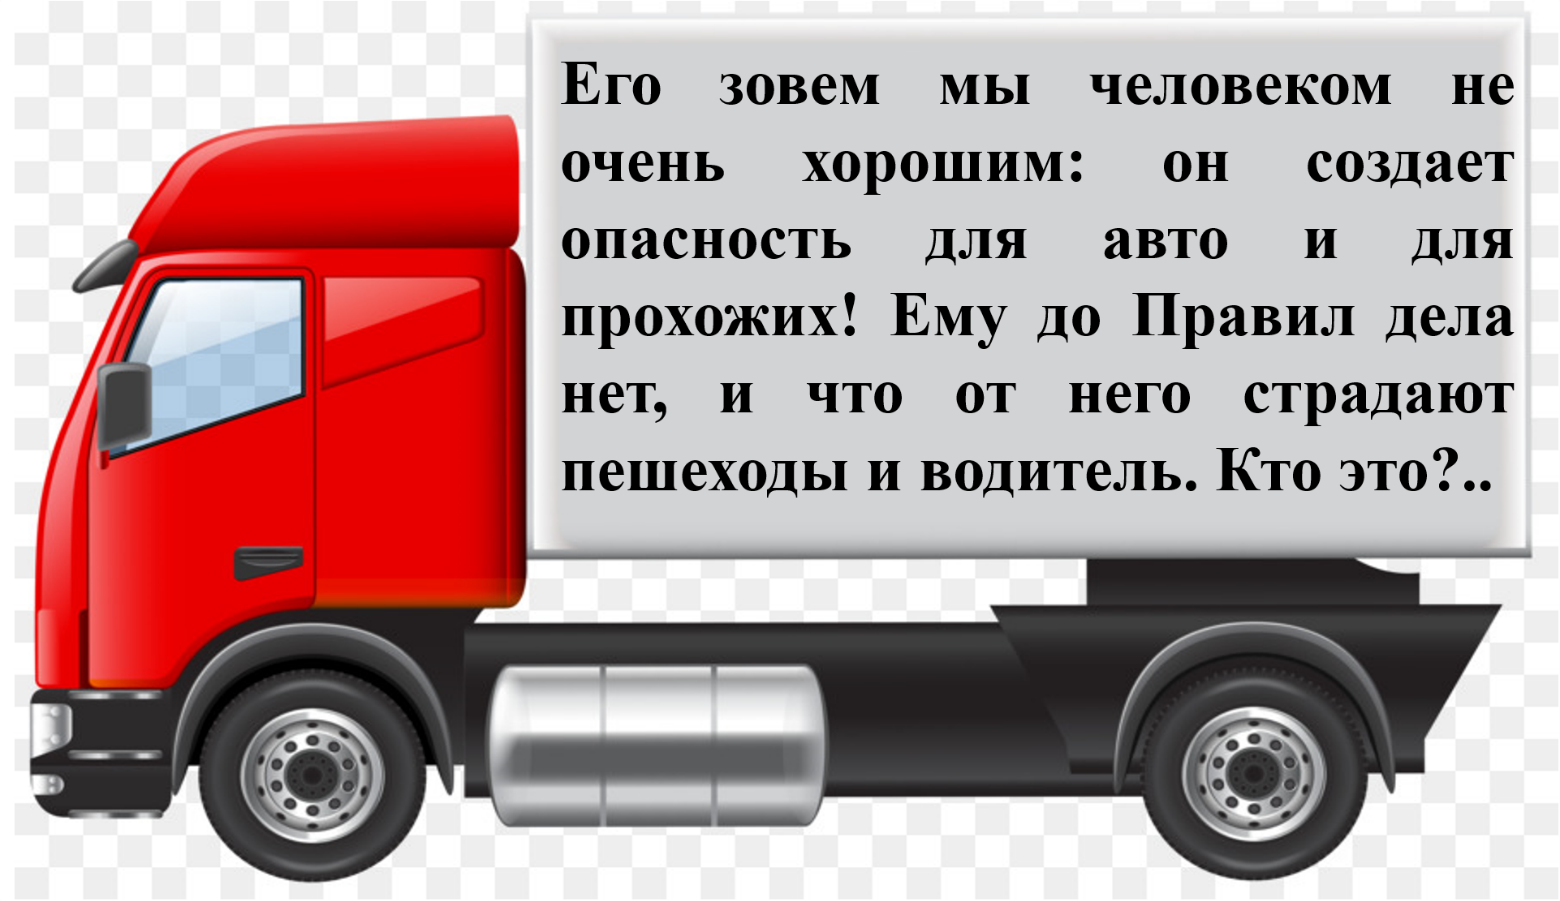 Его зовем мы человеком не
очень хорошим: он создает
опасность для авто и для
прохожих! Ему до Правил дела
нет, и что от него страдают
пешеходы и водитель. Кто это?..